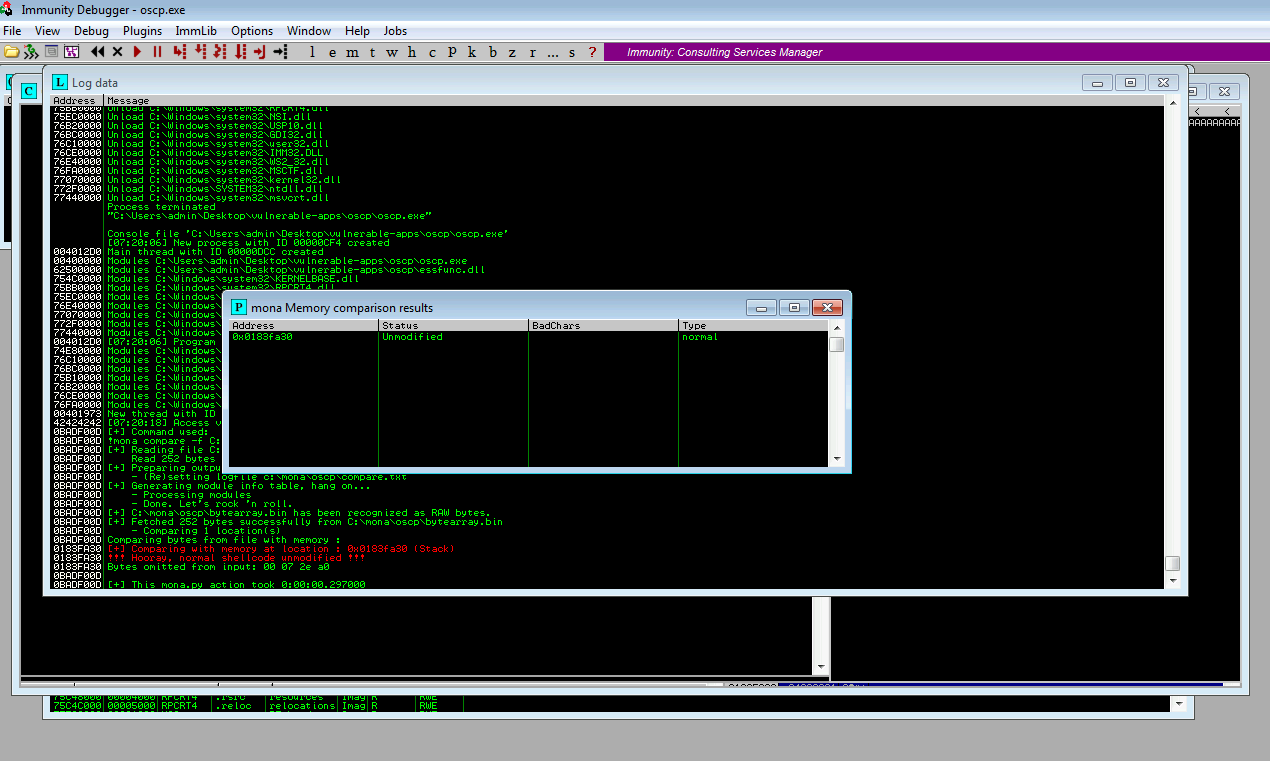 Immunity Debugger - oscp.exe
File View Debug Plugins ImmLib Options Window Help Jobs
l e m t w h c P k b z r ... s ?
Immunity: Consulting Services Manager
C
L Log data
Address Message
75BB0000 Unload C:\Windows\system32\RPCRT4.dll
75EC0000 Unload C:\Windows\system32\NSI.dll
76B20000 Unload C:\Windows\system32\USP10.dll
76BC0000 Unload C:\Windows\system32\GDI32.dll
76C10000 Unload C:\Windows\system32\user32.dll
76CE0000 Unload C:\Windows\system32\IMM32.DLL
76E40000 Unload C:\Windows\system32\WS2_32.dll
76FA0000 Unload C:\Windows\system32\MSCTF.dll
77070000 Unload C:\Windows\system32\kernel32.dll
772F0000 Unload C:\Windows\SYSTEM32\ntdll.dll
77440000 Unload C:\Windows\system32\msvcrt.dll
Process terminated
"C:\Users\admin\Desktop\vulnerable-apps\oscp\oscp.exe"
Console file 'C:\Users\admin\Desktop\vulnerable-apps\oscp\oscp.exe'
[07:20:06] New process with ID 00000CF4 created
004012D0 Main thread with ID 00000DCC created
00400000 Modules C:\Users\admin\Desktop\vulnerable-apps\oscp\oscp.exe
62500000 Modules C:\Users\admin\Desktop\vulnerable-apps\oscp\essfunc.dll
754C0000 Modules C:\Windows\system32\KERNELBASE.dll
75BB0000 Modules C:\Windows\system32\RPCRT4.dll
75EC0000 Modules C:\Windows\
76E40000 Modules C:\Windows\
77070000 Modules C:\Windows\
772F0000 Modules C:\Windows\
77440000 Modules C:\Windows\
004012D0 [07:20:06] Program
74E80000 Modules C:\Windows\
76C10000 Modules C:\Windows\
76BC0000 Modules C:\Windows\
75B10000 Modules C:\Windows\
76B20000 Modules C:\Windows\
76CE0000 Modules C:\Windows\
76FA0000 Modules C:\Windows\
00401973 New thread with ID
42424242 [07:20:18] Access v
0BADF00D [+] Command used:
0BADF00D !mona compare -f C:
0BADF00D [+] Reading file C:
0BADF00D Read 252 bytes
0BADF00D [+] Preparing outpu
0BADF00D - (Re)setting logfile c:\mona\oscp\compare.txt
0BADF00D [+] Generating module info table, hang on...
0BADF00D - Processing modules
0BADF00D - Done. Let's rock 'n roll.
0BADF00D [+] C:\mona\oscp\bytearray.bin has been recognized as RAW bytes.
0BADF00D [+] Fetched 252 bytes successfully from C:\mona\oscp\bytearray.bin
0BADF00D - Comparing 1 location(s)
0BADF00D Comparing bytes from file with memory :
0183FA30 [+] Comparing with memory at location : 0x0183fa30 (Stack)
0183FA30 !!! Hooray, normal shellcode unmodified !!!
0183FA30 Bytes omitted from input: 00 07 2e a0
0BADF00D
0BADF00D [+] This mona.py action took 0:00:00.297000
P mona Memory comparison results
Address Status BadChars Type
0x0183fa30 Unmodified normal
75C48000 00004000 RPCRT4 .rsrc resources Imag R RWE
75C4C000 00005000 RPCRT4 .reloc relocations Imag R RWE